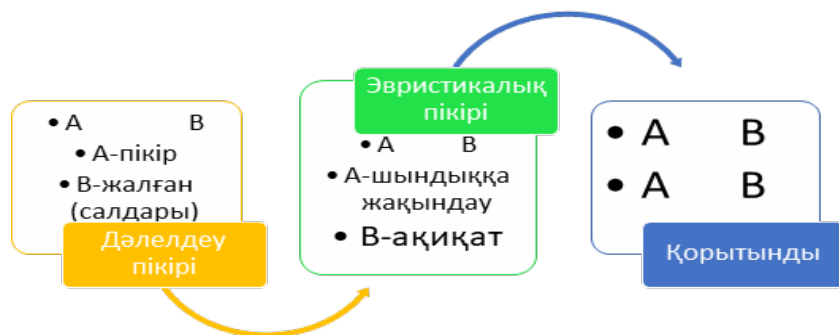 • A B
• А-пікір
• В-жалған
(салдары)
Дәлелдеу
пікірі
Эвристикалық
пікірі
• A B
• А-шындыққа
жақындау
• В-ақиқат
• A B
• A B
Қорытынды